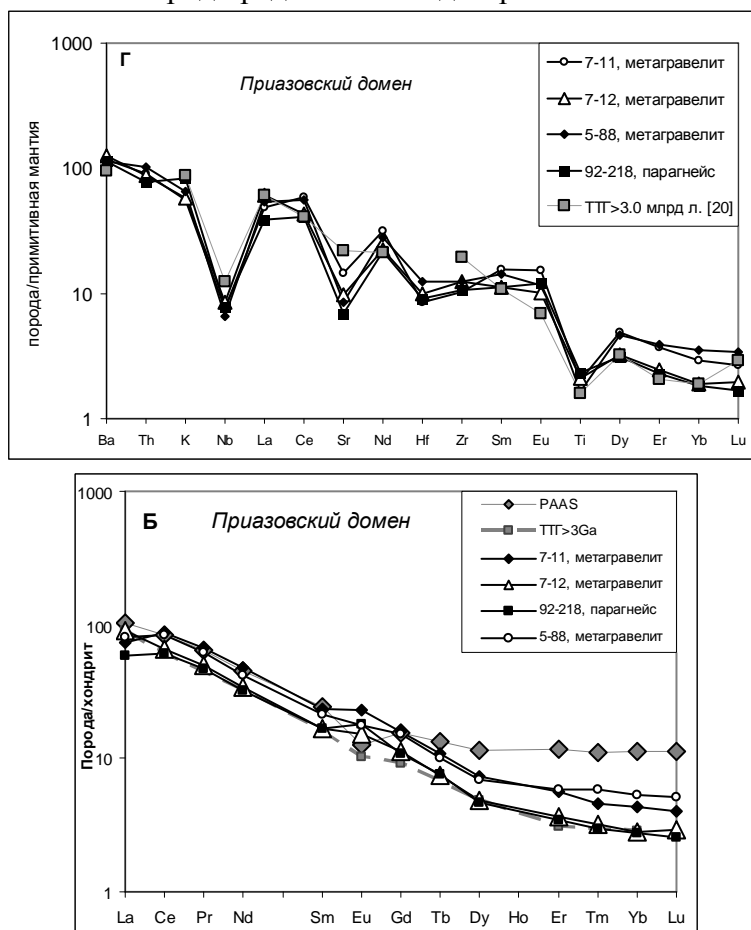 1000
Г
Приазовский домен
7-11, метагравелит
7-12, метагравелит
5-88, метагравелит
92-218, парагнейс
ТТГ>3.0 млрд л. [20]
100
10
1
порода/примитивная мантия
Ba Th K Nb La Ce Sr Nd Hf Zr Sm Eu Ti Dy Er Yb Lu
1000
Б
Приазовский домен
PAAS
ТТГ>3Ga
7-11, метагравелит
7-12, метагравелит
92-218, парагнейс
5-88, метагравелит
100
10
1
Порода/хондрит
La Ce Pr Nd Sm Eu Gd Tb Dy Ho Er Tm Yb Lu